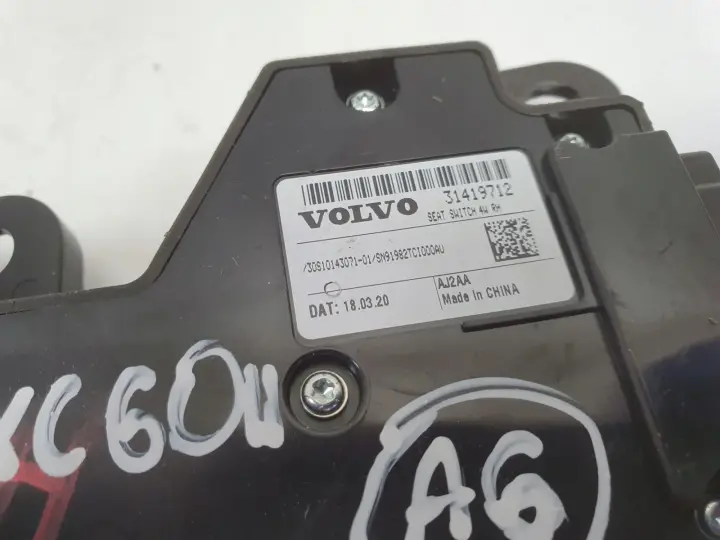 31419712
VOLVO
SEAT SWITCH 4W RH
/30S10143071-01/SN91982TC1000AU
AJ2AA
DAT: 18.03.20
Made in CHINA
XC60II
A6